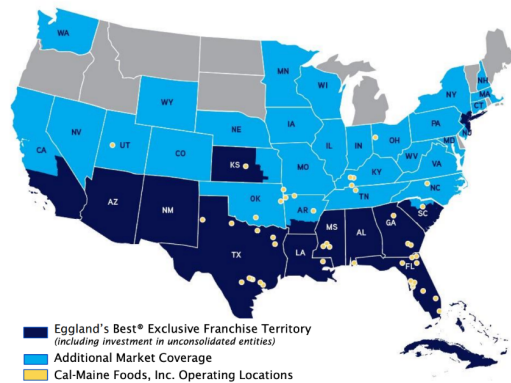 WA
MN
WI
NY
NH
MA
CT
WY
IA
PA
NJ
NE
NV
UT
IL
IN
OH
MD
CA
CO
KS
MO
WV
VA
KY
NC
TN
AZ
NM
OK
AR
SC
MS
AL
GA
TX
LA
FL
Eggland's Best® Exclusive Franchise Territory
(including investment in unconsolidated entities)
Additional Market Coverage
Cal-Maine Foods, Inc. Operating Locations